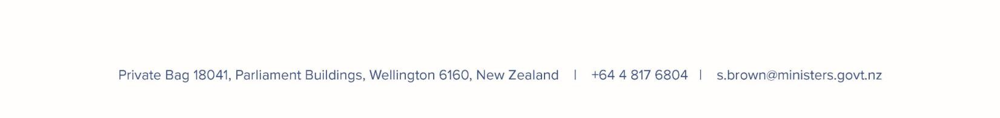 Private Bag 18041, Parliament Buildings, Wellington 6160, New Zealand | +64 4 817 6804 | s.brown@ministers.govt.nz